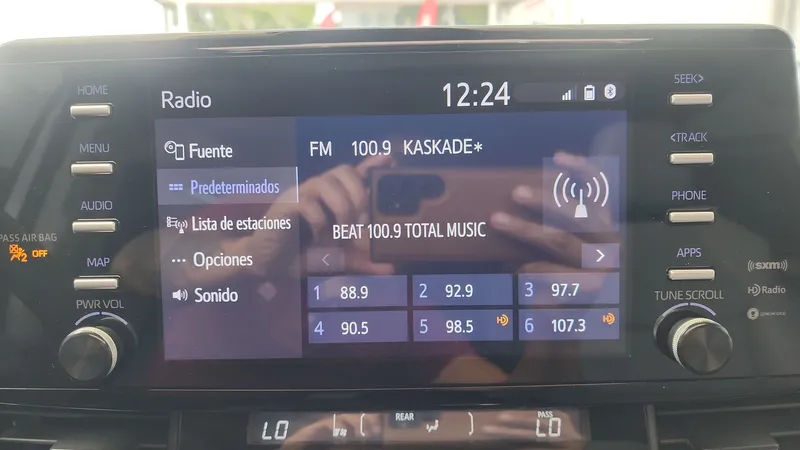 HOME
MENU
AUDIO
MAP
PWR VOL
PASS AIR BAG
2 OFF
Radio
12:24
Fuente
Predeterminados
Lista de estaciones
Opciones
Sonido
FM 100.9 KASKADE*
BEAT 100.9 TOTAL MUSIC
1 88.9
2 92.9
3 97.7
4 90.5
5 98.5 HD
6 107.3 HD
SEEK>
<TRACK
PHONE
APPS
TUNE SCROLL
((sxm))
HD Radio
LO
REAR
PASS
LO